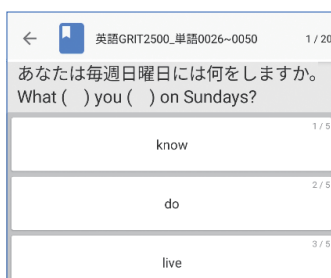 英語GRIT2500_単語0026~0050 1 / 20
あなたは毎週日曜日には何をしますか。
What (   ) you (   ) on Sundays?
1 / 5
know
2 / 5
do
3 / 5
live